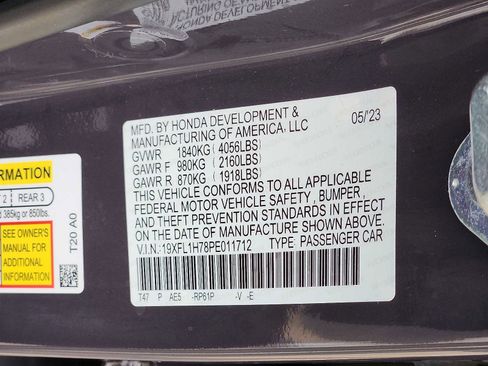 MFD. BY HONDA DEVELOPMENT &
MANUFACTURING OF AMERICA, LLC 05/'23
GVWR 1840KG (4056LBS)
GAWR F 980KG (2160LBS)
GAWR R 870KG (1918LBS)
THIS VEHICLE CONFORMS TO ALL APPLICABLE
FEDERAL MOTOR VEHICLE SAFETY, BUMPER,
AND THEFT PREVENTION STANDARDS IN EFFECT
ON THE DATE OF MANUFACTURE SHOWN ABOVE.
V.I.N.:19XFL1H78PE011712 TYPE: PASSENGER CAR
T47 P AE5 -RP61P -V -E
REAR 3
385kg or 850lbs.
SEE OWNER'S
MANUAL FOR
ADDITIONAL
T20 A0